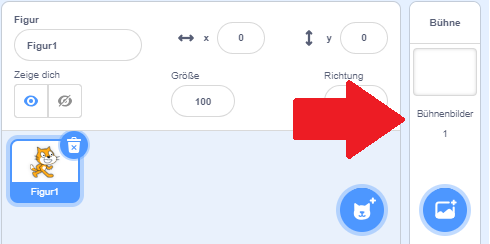 Figur
Figur1
x
0
y
0
Zeige dich
Größe
100
Richtung
Figur1
Bühne
Bühnenbilder
1